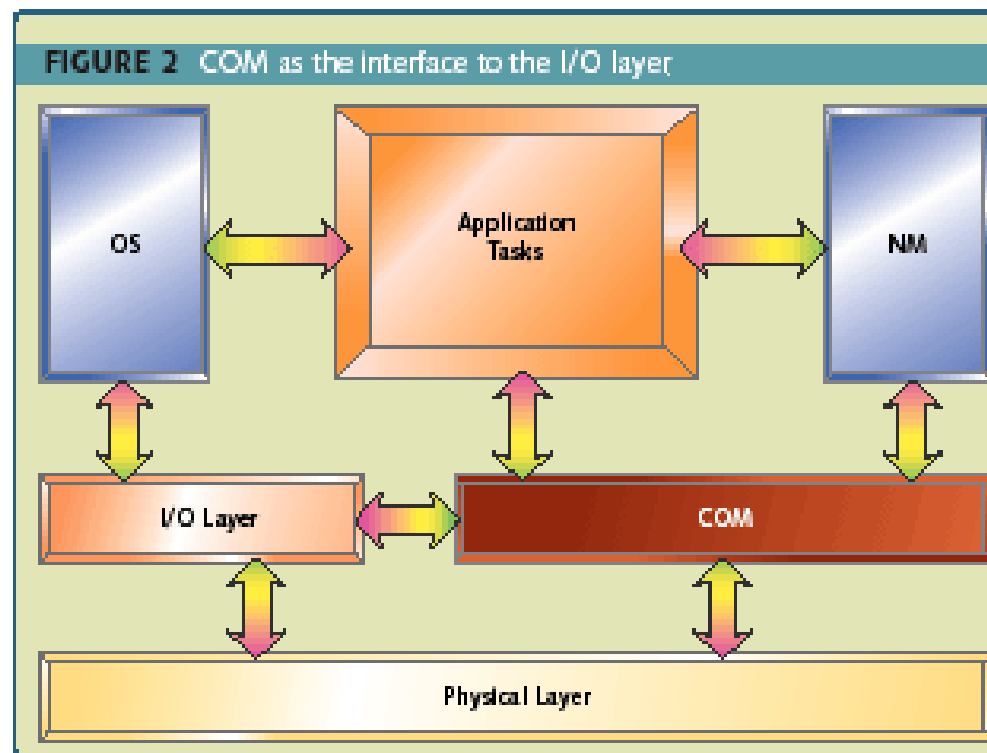 FIGURE 2 COM as the interface to the I/O layer
OS
Application
Tasks
NM
I/O Layer
COM
Physical Layer